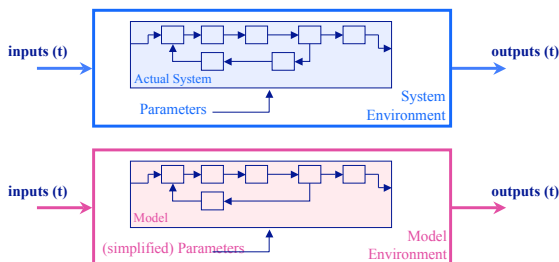 inputs (t)
outputs (t)
Actual System
Parameters
System
Environment
inputs (t)
outputs (t)
Model
(simplified) Parameters
Model
Environment